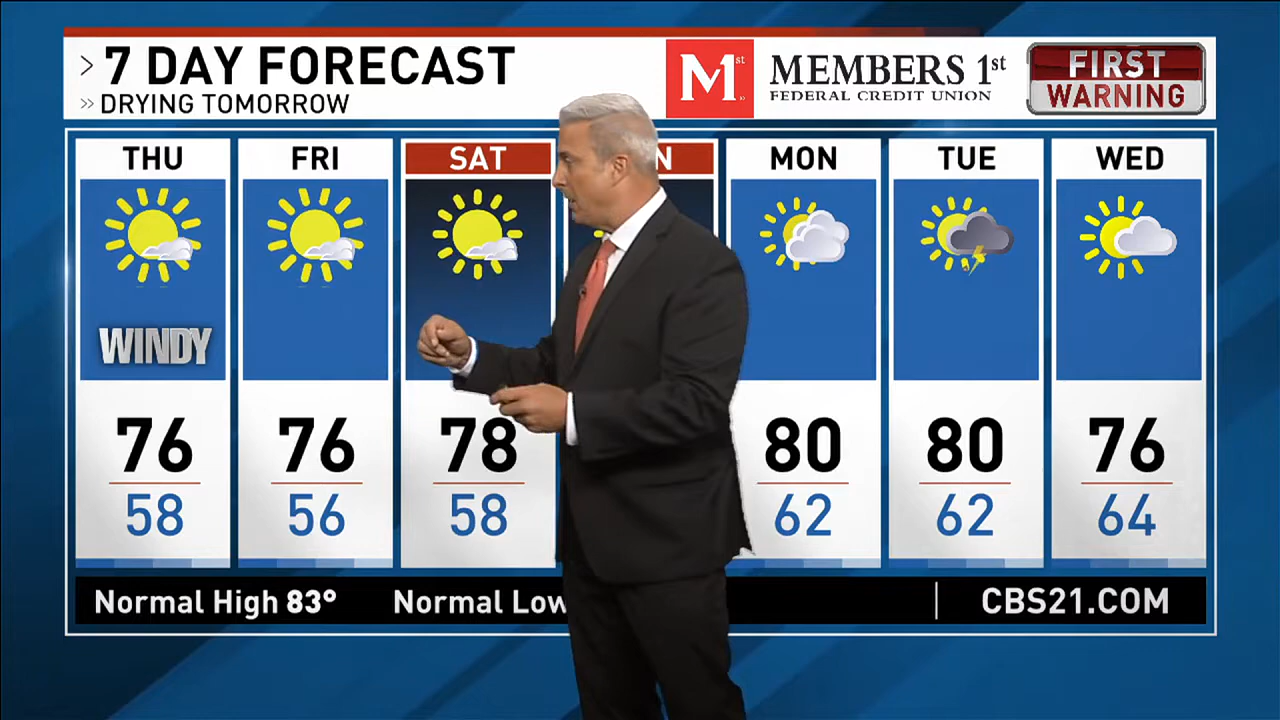 > 7 DAY FORECAST
» DRYING TOMORROW
M1st
MEMBERS 1st
FEDERAL CREDIT UNION
FIRST
WARNING
THU FRI SAT N MON TUE WED
WINDY
76 76 78 80 80 76
58 56 58 62 62 64
Normal High 83° Normal Low CBS21.COM